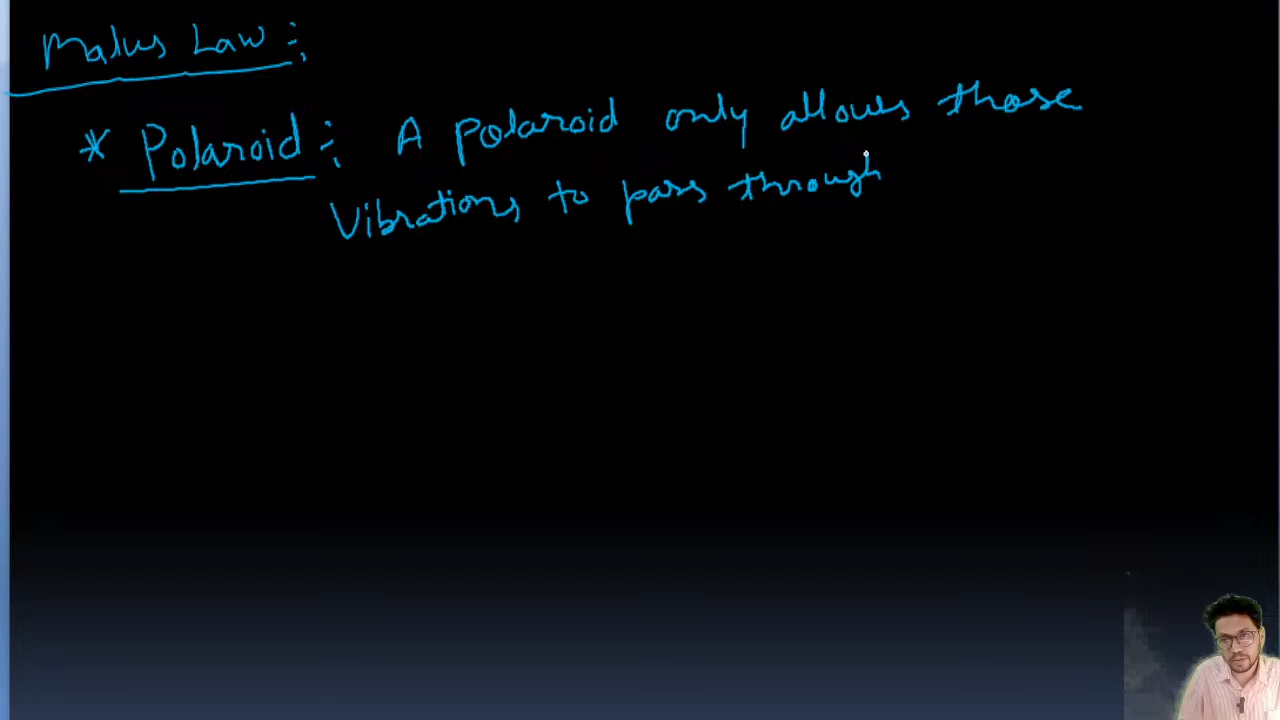 Malus Law :
* Polaroid : A polaroid only allows those
Vibrations to pass through